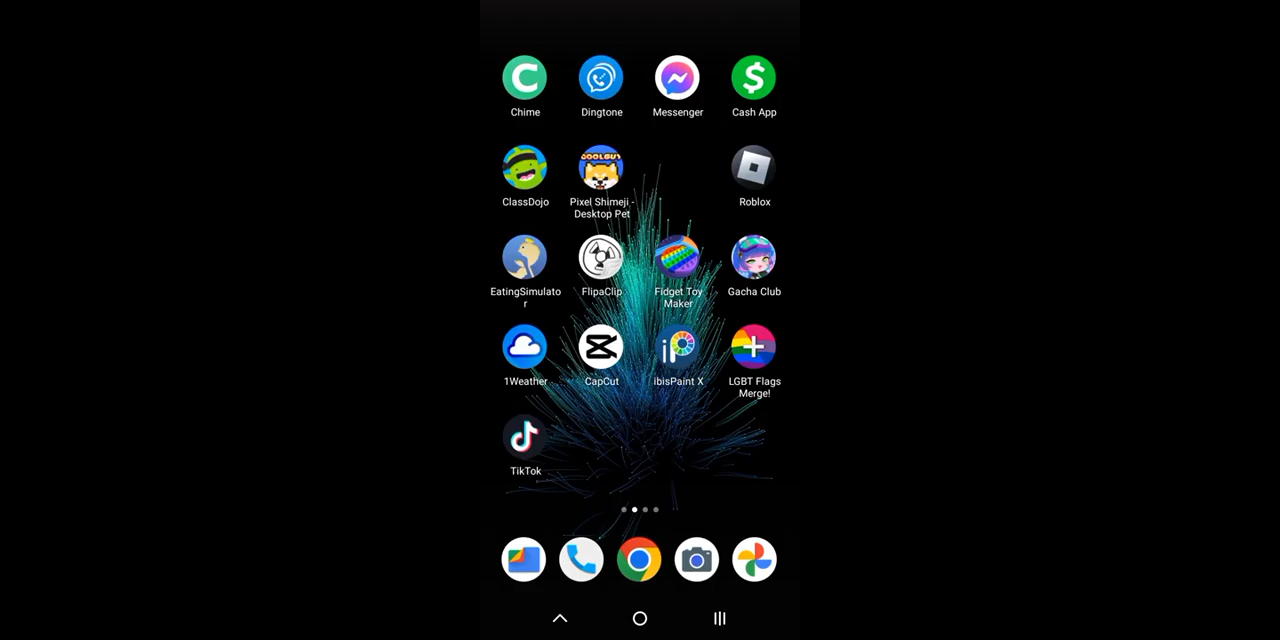 Chime
Dingtone
Messenger
Cash App
COOLGUY
ClassDojo
Pixel Shimeji -
Desktop Pet
Roblox
EatingSimulato
r
FlipaClip
Fidget Toy
Maker
Gacha Club
iP
1Weather
CapCut
ibisPaint X
LGBT Flags
Merge!
TikTok